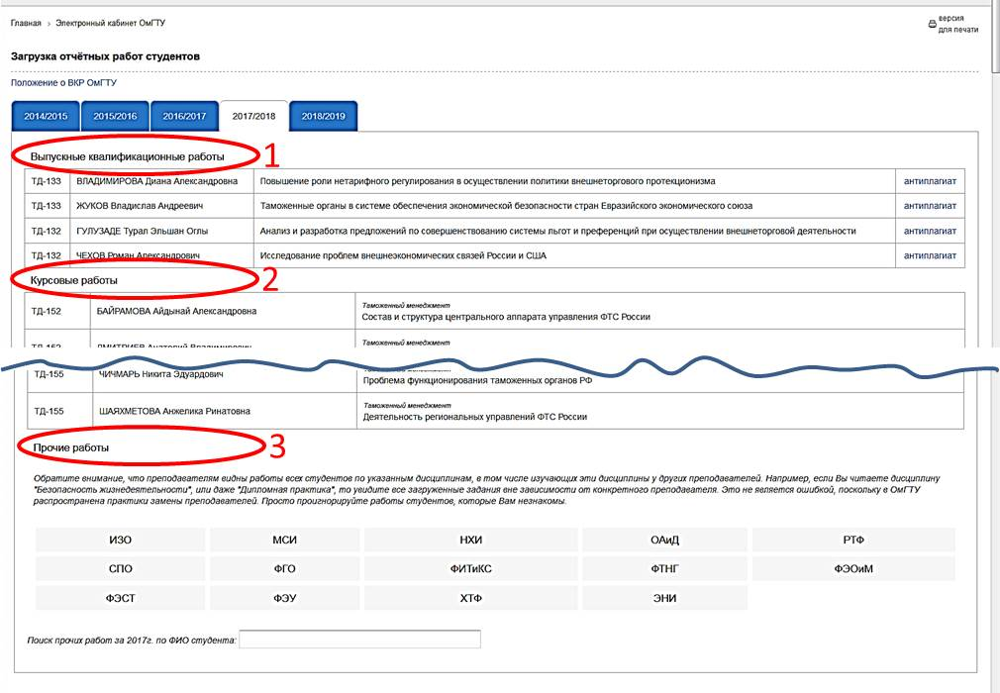 Главная › Электронный кабинет ОмГТУ
версия
для печати
Загрузка отчётных работ студентов
Положение о ВКР ОмГТУ
2014/2015 2015/2016 2016/2017 2017/2018 2018/2019
Выпускные квалификационные работы 1
ТД-133 ВЛАДИМИРОВА Диана Александровна Повышение роли нетарифного регулирования в осуществлении политики внешнеторгового протекционизма антиплагиат
ТД-133 ЖУКОВ Владислав Андреевич Таможенные органы в системе обеспечения экономической безопасности стран Евразийского экономического союза антиплагиат
ТД-132 ГУЛУЗАДЕ Турал Эльшан Оглы Анализ и разработка предложений по совершенствованию системы льгот и преференций при осуществлении внешнеторговой деятельности антиплагиат
ТД-132 ЧЕХОВ Роман Александрович Исследование проблем внешнеэкономических связей России и США антиплагиат
Курсовые работы 2
Таможенный менеджмент
ТД-152 БАЙРАМОВА Айдынай Александровна Состав и структура центрального аппарата управления ФТС России
Таможенный менеджмент
ТД-152 ДМИТРИЕВ Анатолий Владимирович
ТД-155 ЧИЧМАРЬ Никита Эдуардович Проблема функционирования таможенных органов РФ
Таможенный менеджмент
ТД-155 ШАЯХМЕТОВА Анжелика Ринатовна Деятельность региональных управлений ФТС России
Прочие работы 3
Обратите внимание, что преподавателям видны работы всех студентов по указанным дисциплинам, в том числе изучающих эти дисциплины у других преподавателей. Например, если Вы читаете дисциплину
"Безопасность жизнедеятельности", или даже "Дипломная практика", то увидите все загруженные задания вне зависимости от конкретного преподавателя. Это не является ошибкой, поскольку в ОмГТУ
распространена практики замены преподавателей. Просто проигнорируйте работы студентов, которые Вам незнакомы.
ИЗО МСИ НХИ ОАиД РТФ
СПО ФГО ФИТиКС ФТНГ ФЭОиМ
ФЭСТ ФЭУ ХТФ ЭНИ
Поиск прочих работ за 2017г. по ФИО студента: